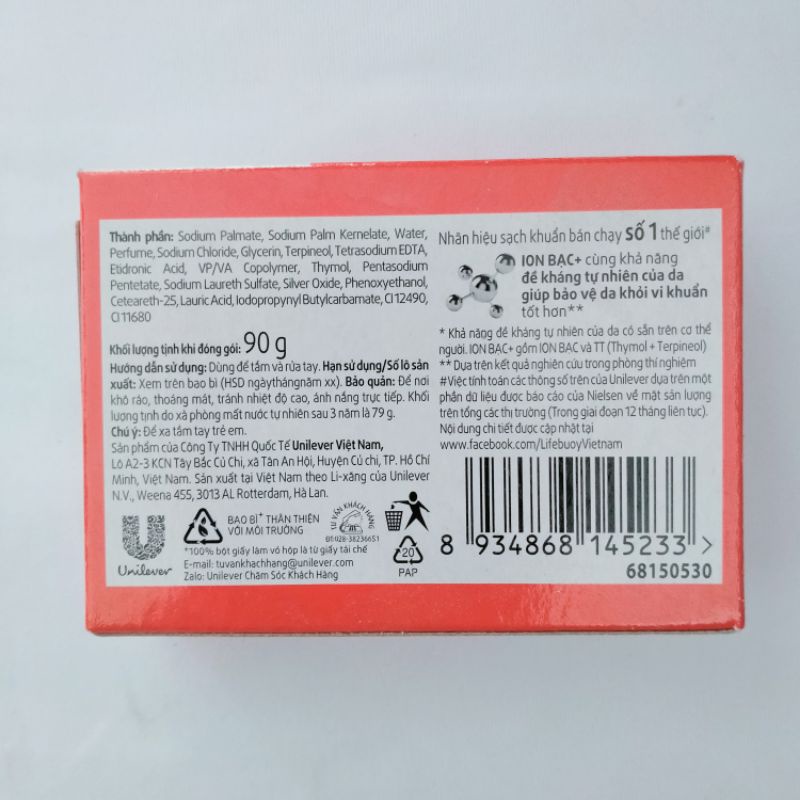 Thành phần: Sodium Palmate, Sodium Palm Kernelate, Water,
Perfume, Sodium Chloride, Glycerin, Terpineol, Tetrasodium EDTA,
Etidronic Acid, VP/VA Copolymer, Thymol, Pentasodium
Pentetate, Sodium Laureth Sulfate, Silver Oxide, Phenoxyethanol,
Ceteareth-25, Lauric Acid, Iodopropynyl Butylcarbamate, CI 12490,
CI 11680
Khối lượng tịnh khi đóng gói: 90 g
Hướng dẫn sử dụng: Dùng để tắm và rửa tay. Hạn sử dụng/Số lô sản
xuất: Xem trên bao bì (HSD ngàythángnăm xx). Bảo quản: Để nơi
khô ráo, thoáng mát, tránh nhiệt độ cao, ánh nắng trực tiếp. Khối
lượng tịnh do xà phòng mất nước tự nhiên sau 3 năm là 79 g.
Chú ý: Để xa tầm tay trẻ em.
Sản phẩm của Công Ty TNHH Quốc Tế Unilever Việt Nam,
Lô A2-3 KCN Tây Bắc Củ Chi, xã Tân An Hội, Huyện Củ chi, TP. Hồ Chí
Minh, Việt Nam. Sản xuất tại Việt Nam theo Li-xăng của Unilever
N.V., Weena 455, 3013 AL Rotterdam, Hà Lan.
Unilever
BAO BÌ+ THÂN THIỆN
VỚI MÔI TRƯỜNG
TƯ VẤN KHÁCH HÀNG
ĐT:028-38236651
*100% bột giấy làm vỏ hộp là từ giấy tái chế
E-mail: tuvankhachhang@unilever.com
Zalo: Unilever Chăm Sóc Khách Hàng
20
PAP
Nhãn hiệu sạch khuẩn bán chạy số 1 thế giới#
ION BẠC+ cùng khả năng
đề kháng tự nhiên của da
giúp bảo vệ da khỏi vi khuẩn
tốt hơn**
* Khả năng đề kháng tự nhiên của da có sẵn trên cơ thể
người. ION BẠC+ gồm ION BẠC và TT (Thymol + Terpineol)
** Dựa trên kết quả nghiên cứu trong phòng thí nghiệm
#Việc tính toán các thông số trên của Unilever dựa trên một
phần dữ liệu được báo cáo của Nielsen về mặt sản lượng
trên tổng các thị trường (Trong giai đoạn 12 tháng liên tục).
Nội dung chi tiết được cập nhật tại
www.facebook.com/LifebuoyVietnam
8 934868 145233 >
68150530